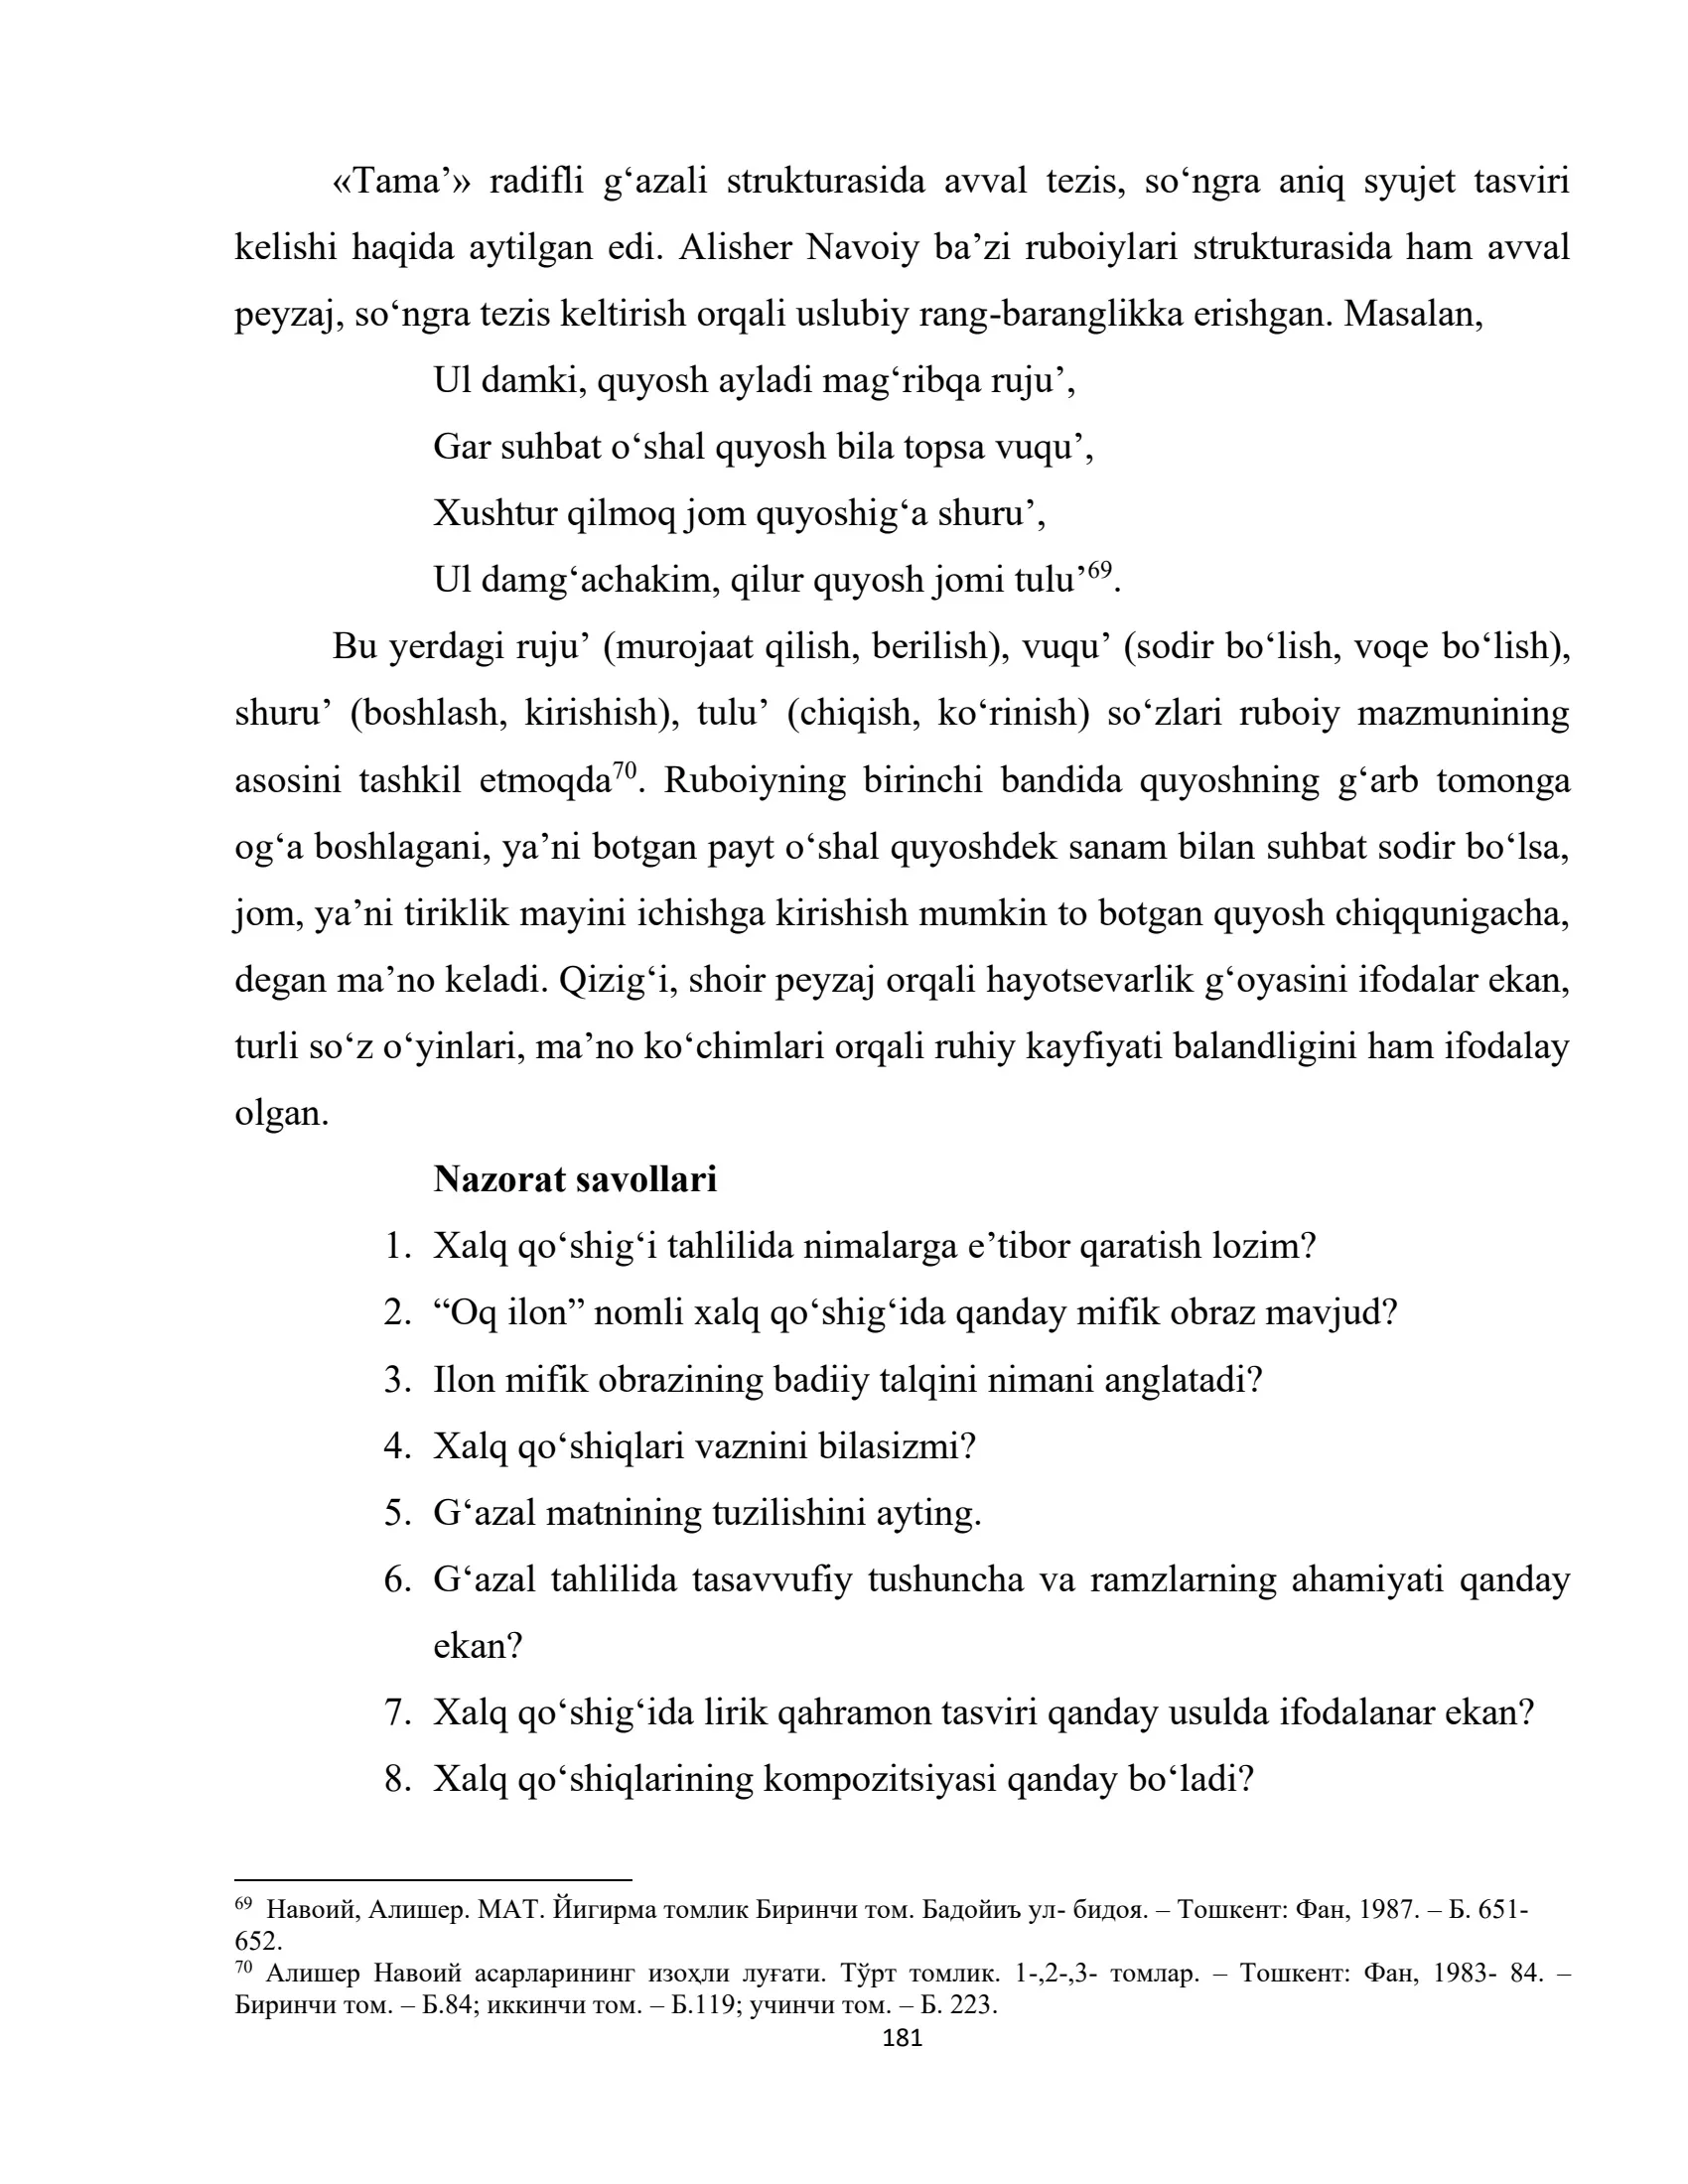 «Tama’» radifli g‘azali strukturasida avval tezis, so‘ngra aniq syujet tasviri
kelishi haqida aytilgan edi. Alisher Navoiy ba’zi ruboiylari strukturasida ham avval
peyzaj, so‘ngra tezis keltirish orqali uslubiy rang-baranglikka erishgan. Masalan,
Ul damki, quyosh ayladi mag‘ribqa ruju’,
Gar suhbat o‘shal quyosh bila topsa vuqu’,
Xushtur qilmoq jom quyoshig‘a shuru’,
Ul damg‘achakim, qilur quyosh jomi tulu’⁶⁹.
Bu yerdagi ruju’ (murojaat qilish, berilish), vuqu’ (sodir bo‘lish, voqe bo‘lish),
shuru’ (boshlash, kirishish), tulu’ (chiqish, ko‘rinish) so‘zlari ruboiy mazmunining
asosini tashkil etmoqda⁷⁰. Ruboiyning birinchi bandida quyoshning g‘arb tomonga
og‘a boshlagani, ya’ni botgan payt o‘shal quyoshdek sanam bilan suhbat sodir bo‘lsa,
jom, ya’ni tiriklik mayini ichishga kirishish mumkin to botgan quyosh chiqqunigacha,
degan ma’no keladi. Qizig‘i, shoir peyzaj orqali hayotsevarlik g‘oyasini ifodalar ekan,
turli so‘z o‘yinlari, ma’no ko‘chimlari orqali ruhiy kayfiyati balandligini ham ifodalay
olgan.
Nazorat savollari
1. Xalq qo‘shig‘i tahlilida nimalarga e’tibor qaratish lozim?
2. “Oq ilon” nomli xalq qo‘shig‘ida qanday mifik obraz mavjud?
3. Ilon mifik obrazining badiiy talqini nimani anglatadi?
4. Xalq qo‘shiqlari vaznini bilasizmi?
5. G‘azal matnining tuzilishini ayting.
6. G‘azal tahlilida tasavvufiy tushuncha va ramzlarning ahamiyati qanday
ekan?
7. Xalq qo‘shig‘ida lirik qahramon tasviri qanday usulda ifodalanar ekan?
8. Xalq qo‘shiqlarining kompozitsiyasi qanday bo‘ladi?
⁶⁹ Навоий, Алишер. МАТ. Йигирма томлик Биринчи том. Бадойиъ ул- бидоя. – Тошкент: Фан, 1987. – Б. 651-
652.
⁷⁰ Алишер Навоий асарларининг изоҳли луғати. Тўрт томлик. 1-,2-,3- томлар. – Тошкент: Фан, 1983- 84. –
Биринчи том. – Б.84; иккинчи том. – Б.119; учинчи том. – Б. 223.
181